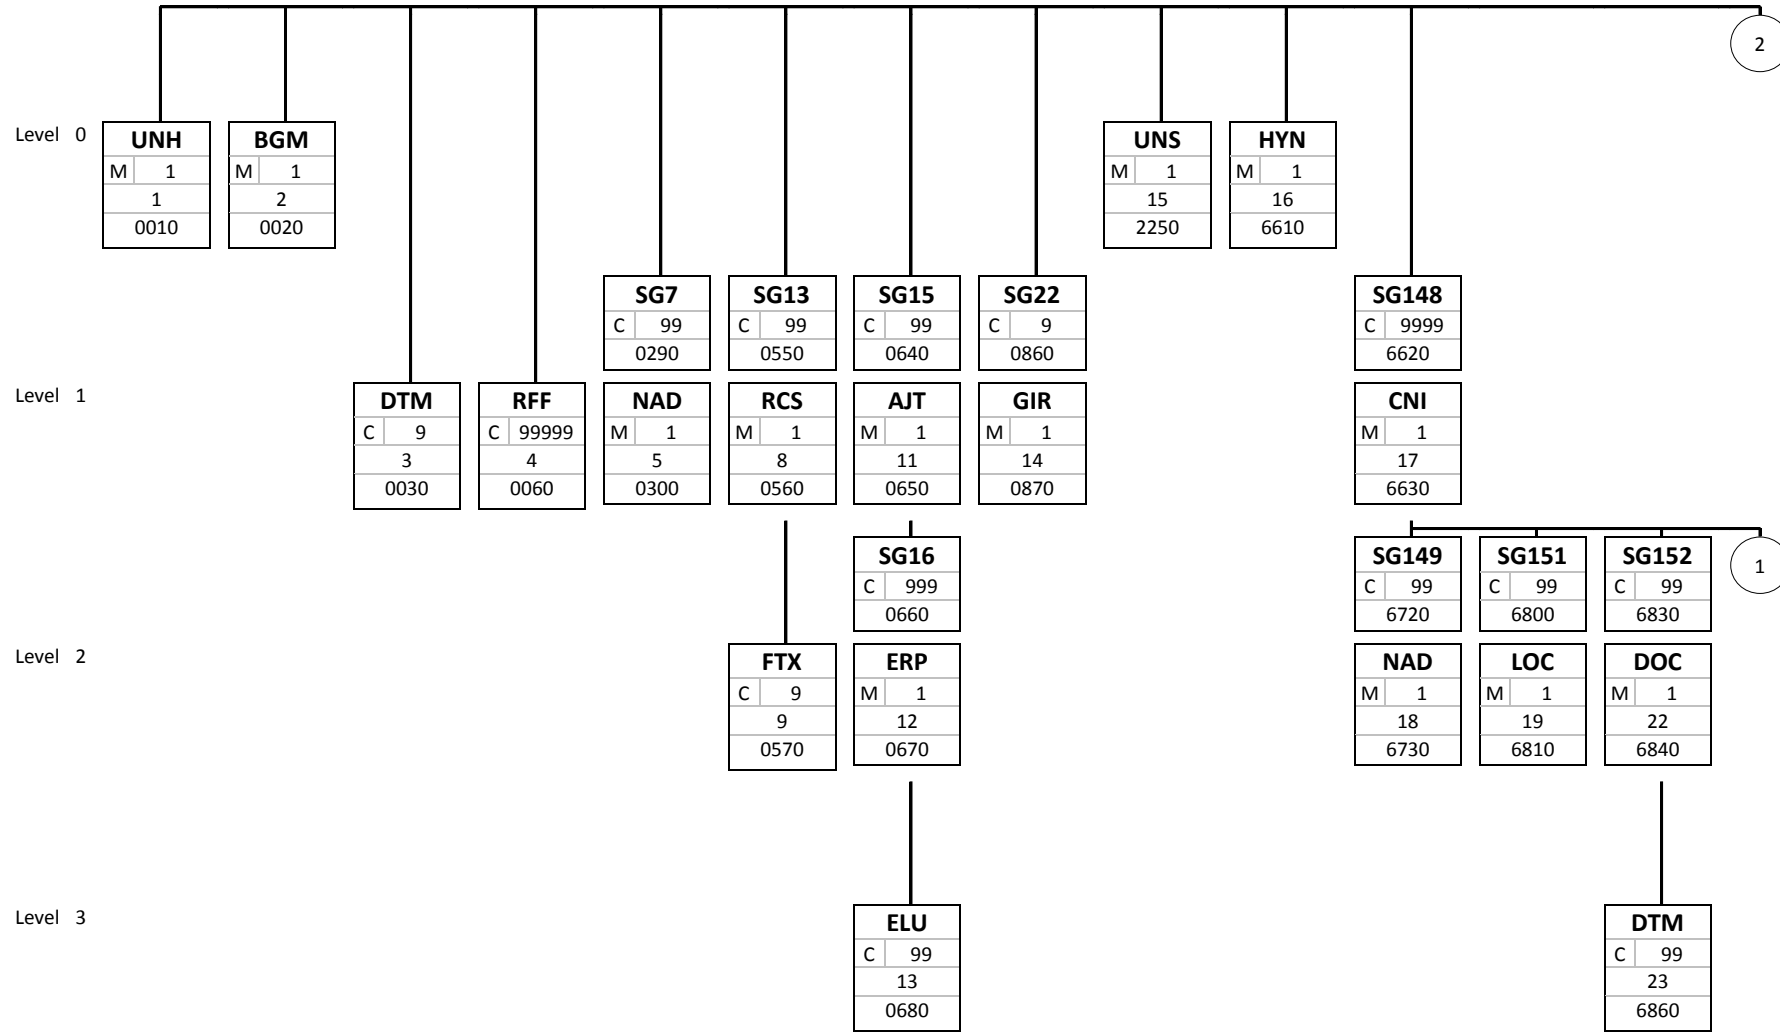 2
Level 0
UNH
M 1
1
0010
BGM
M 1
2
0020
UNS
M 1
15
2250
HYN
M 1
16
6610
SG7
C 99
0290
SG13
C 99
0550
SG15
C 99
0640
SG22
C 9
0860
SG148
C 9999
6620
Level 1
DTM
C 9
3
0030
RFF
C 99999
4
0060
NAD
M 1
5
0300
RCS
M 1
8
0560
AJT
M 1
11
0650
GIR
M 1
14
0870
CNI
M 1
17
6630
SG16
C 999
0660
SG149
C 99
6720
SG151
C 99
6800
SG152
C 99
6830
1
Level 2
FTX
C 9
9
0570
ERP
M 1
12
0670
NAD
M 1
18
6730
LOC
M 1
19
6810
DOC
M 1
22
6840
Level 3
ELU
C 99
13
0680
DTM
C 99
23
6860